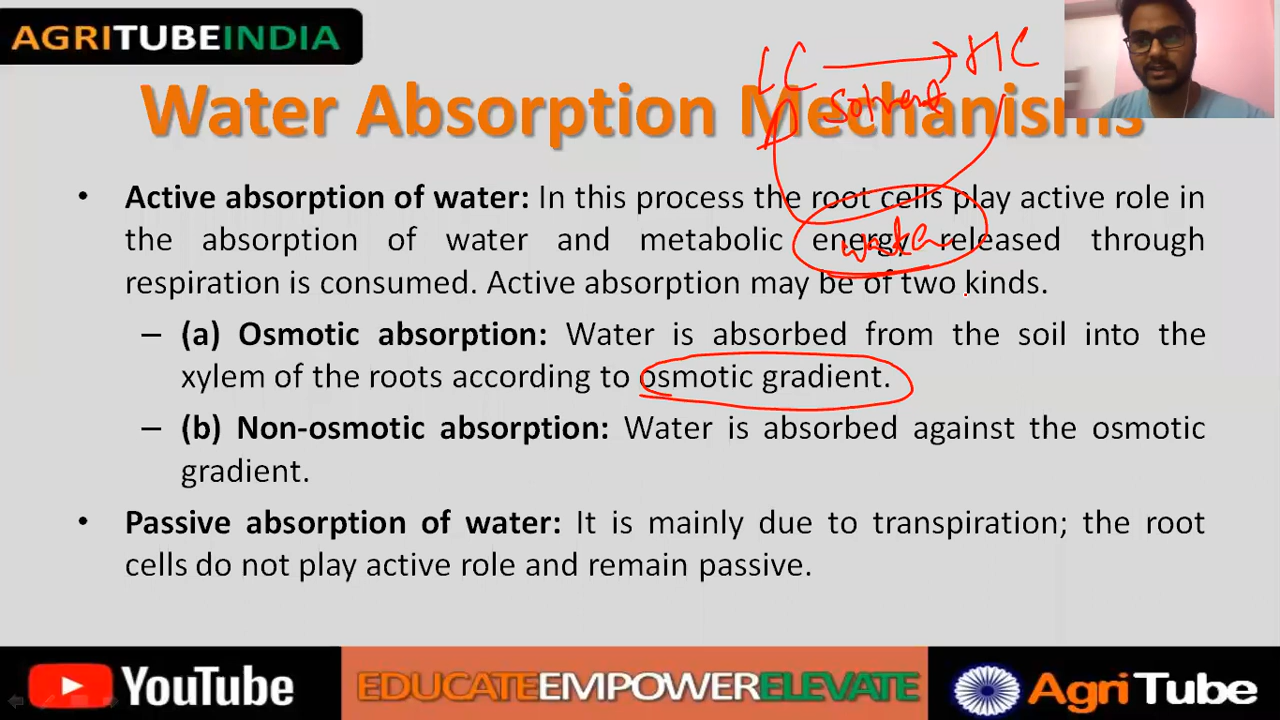 AGRITUBEINDIA
LC → HC
solvent
Water Absorption Mechanisms
• Active absorption of water: In this process the root cells play active role in
the absorption of water and metabolic energy released through
water
respiration is consumed. Active absorption may be of two kinds.
– (a) Osmotic absorption: Water is absorbed from the soil into the
xylem of the roots according to osmotic gradient.
– (b) Non-osmotic absorption: Water is absorbed against the osmotic
gradient.
• Passive absorption of water: It is mainly due to transpiration; the root
cells do not play active role and remain passive.
YouTube EDUCATEEMPOWERELEVATE AgriTube